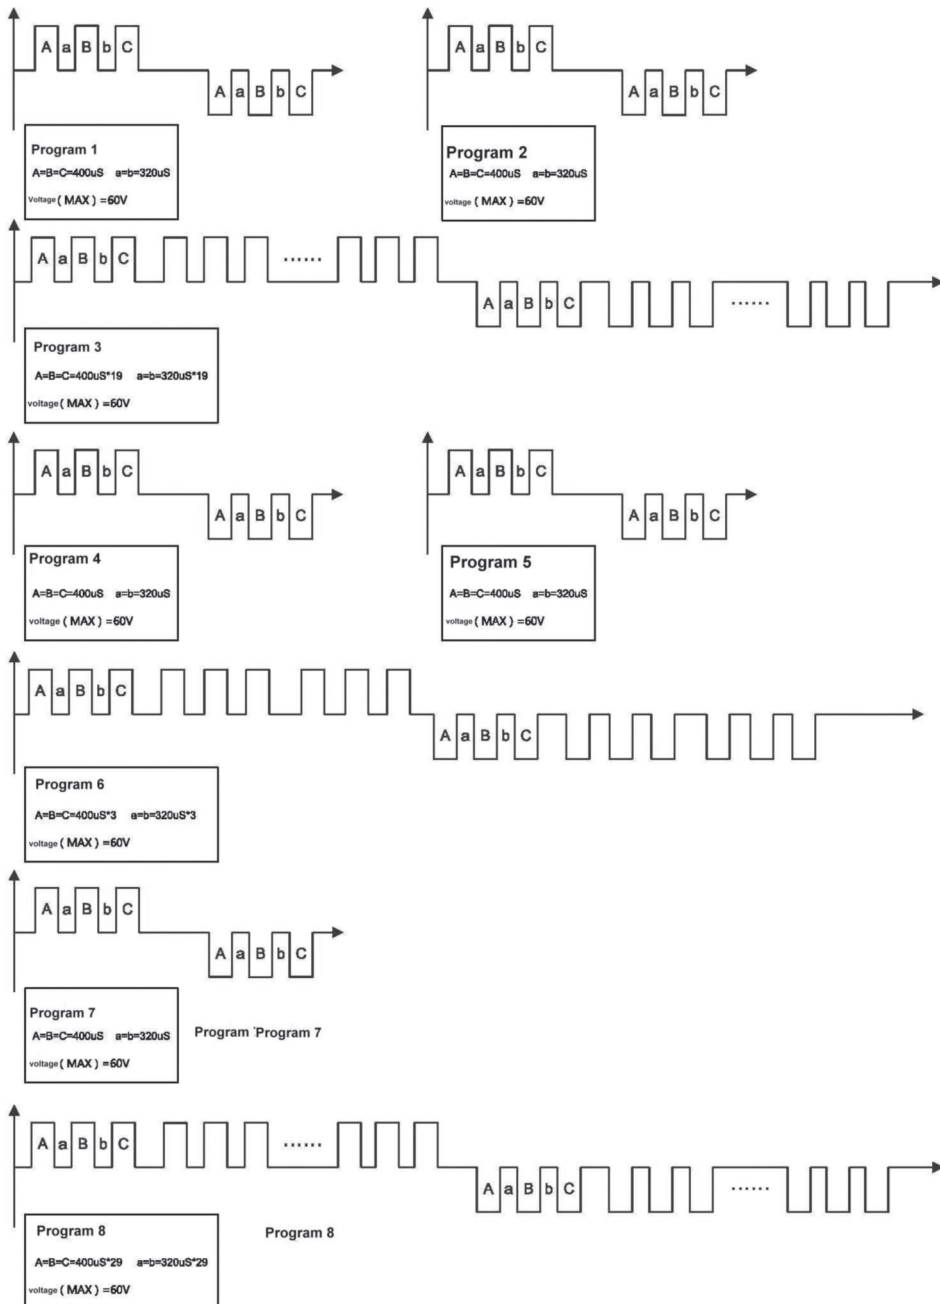 A a B b C
A a B b C
A a B b C
A a B b C
Program 1
A=B=C=400uS a=b=320uS
Voltage ( MAX ) =60V
Program 2
A=B=C=400uS a=b=320uS
voltage ( MAX ) =60V
A a B b C ...... 
A a B b C ......
Program 3
A=B=C=400uS*19 a=b=320uS*19
voltage ( MAX ) =60V
A a B b C
A a B b C
A a B b C
A a B b C
Program 4
A=B=C=400uS a=b=320uS
voltage ( MAX ) =60V
Program 5
A=B=C=400uS a=b=320uS
voltage ( MAX ) =60V
A a B b C
A a B b C
Program 6
A=B=C=400uS*3 a=b=320uS*3
voltage ( MAX ) =60V
A a B b C
A a B b C
Program 7
A=B=C=400uS a=b=320uS
voltage ( MAX ) =60V
Program Program 7
A a B b C ......
A a B b C ......
Program 8
A=B=C=400uS*29 a=b=320uS*29
voltage ( MAX ) =60V
Program 8